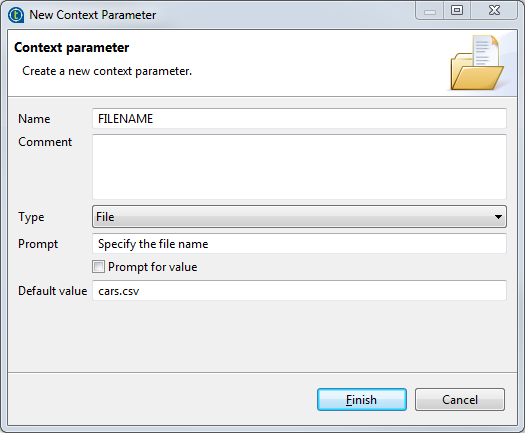 New Context Parameter
Context parameter
Create a new context parameter.
Name FILENAME
Comment
Type File
Prompt Specify the file name
Prompt for value
Default value cars.csv
Finish Cancel